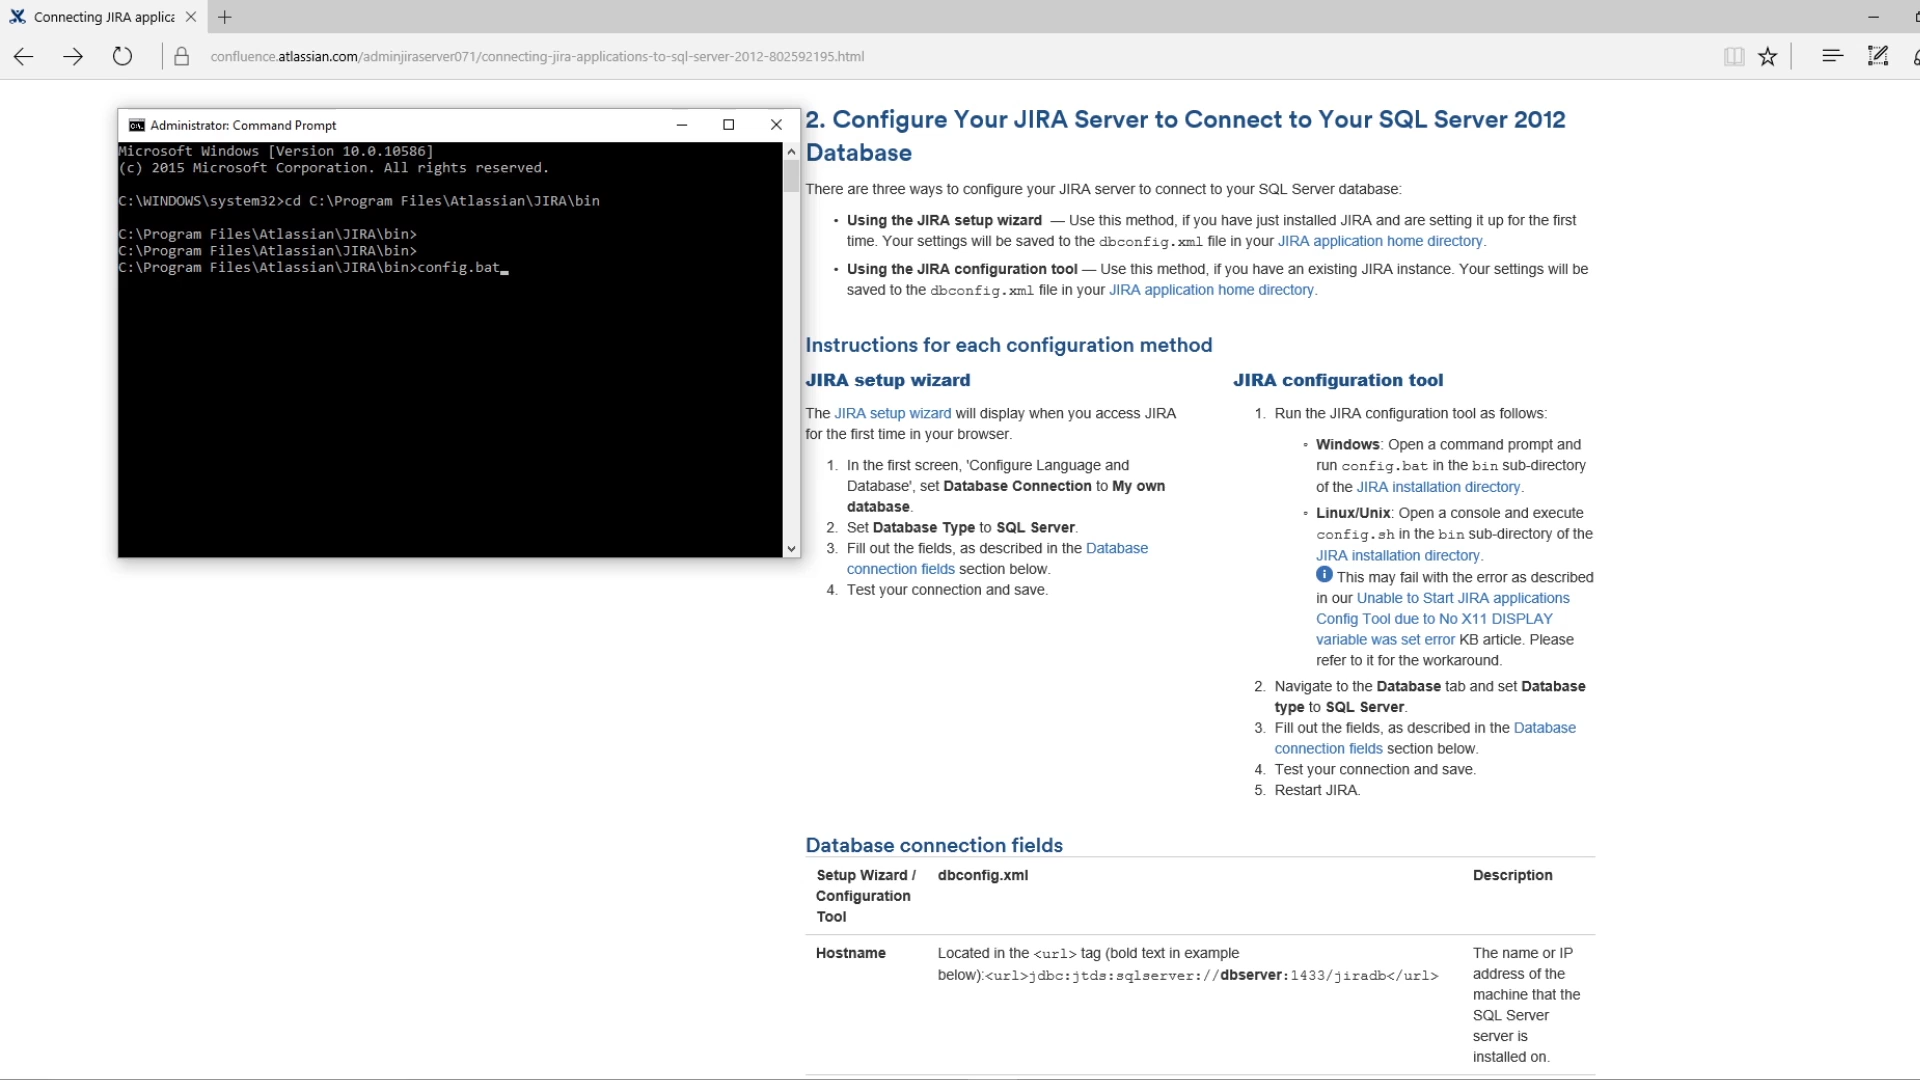 Connecting JIRA applica
confluence.atlassian.com/adminjiraserver071/connecting-jira-applications-to-sql-server-2012-802592195.html
Administrator: Command Prompt
Microsoft Windows [Version 10.0.10586]
(c) 2015 Microsoft Corporation. All rights reserved.
C:\WINDOWS\system32>cd C:\Program Files\Atlassian\JIRA\bin
C:\Program Files\Atlassian\JIRA\bin>
C:\Program Files\Atlassian\JIRA\bin>
C:\Program Files\Atlassian\JIRA\bin>config.bat_
2. Configure Your JIRA Server to Connect to Your SQL Server 2012
Database
There are three ways to configure your JIRA server to connect to your SQL Server database:
• Using the JIRA setup wizard — Use this method, if you have just installed JIRA and are setting it up for the first
time. Your settings will be saved to the dbconfig.xml file in your JIRA application home directory.
• Using the JIRA configuration tool — Use this method, if you have an existing JIRA instance. Your settings will be
saved to the dbconfig.xml file in your JIRA application home directory.
Instructions for each configuration method
JIRA setup wizard
The JIRA setup wizard will display when you access JIRA
for the first time in your browser.
1. In the first screen, 'Configure Language and
Database', set Database Connection to My own
database.
2. Set Database Type to SQL Server.
3. Fill out the fields, as described in the Database
connection fields section below.
4. Test your connection and save.
JIRA configuration tool
1. Run the JIRA configuration tool as follows:
◦ Windows: Open a command prompt and
run config.bat in the bin sub-directory
of the JIRA installation directory.
◦ Linux/Unix: Open a console and execute
config.sh in the bin sub-directory of the
JIRA installation directory.
This may fail with the error as described
in our Unable to Start JIRA applications
Config Tool due to No X11 DISPLAY
variable was set error KB article. Please
refer to it for the workaround.
2. Navigate to the Database tab and set Database
type to SQL Server.
3. Fill out the fields, as described in the Database
connection fields section below.
4. Test your connection and save.
5. Restart JIRA.
Database connection fields
Setup Wizard /
Configuration
Tool
dbconfig.xml
Description
Hostname
Located in the <url> tag (bold text in example
below):<url>jdbc:jtds:sqlserver://dbserver:1433/jiradb</url>
The name or IP
address of the
machine that the
SQL Server
server is
installed on.